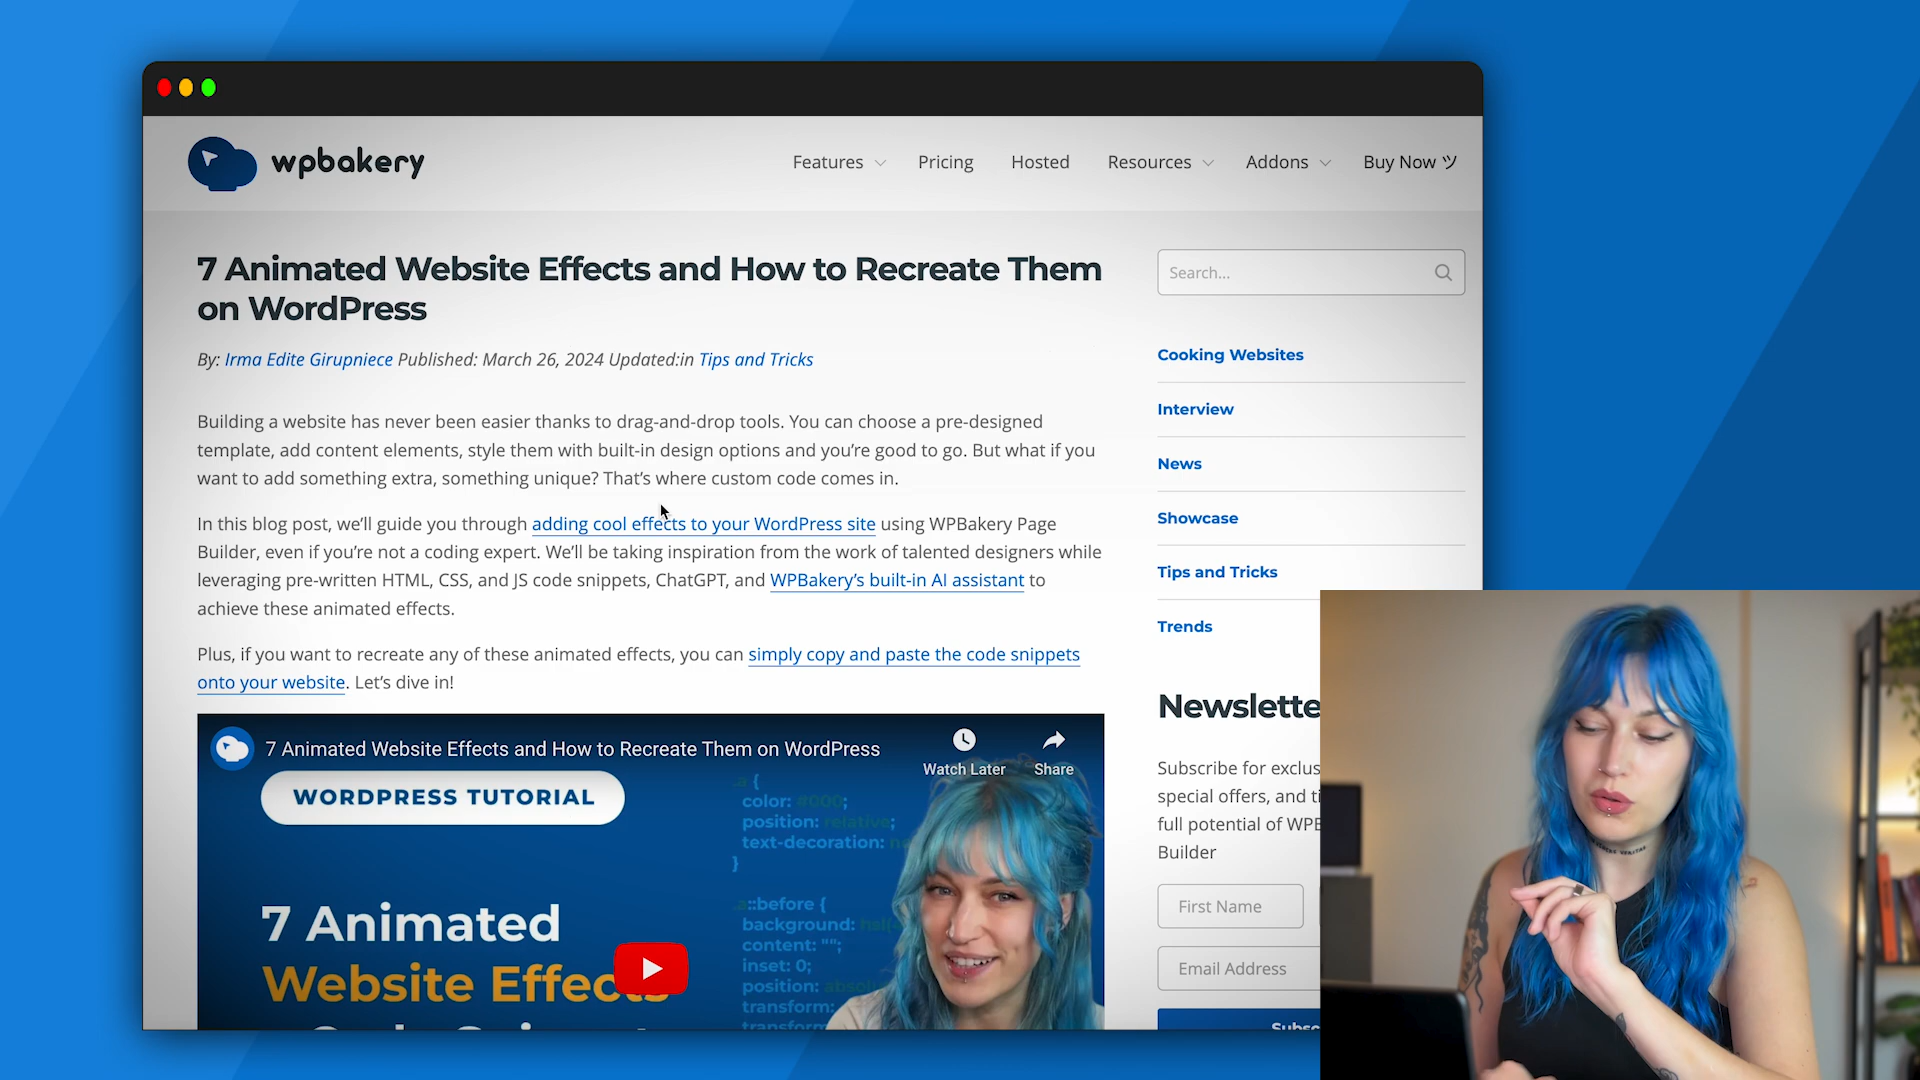 wpbakery
Features
Pricing
Hosted
Resources
Addons
Buy Now ツ
7 Animated Website Effects and How to Recreate Them
on WordPress
By: Irma Edite Girupniece Published: March 26, 2024 Updated:in Tips and Tricks
Building a website has never been easier thanks to drag-and-drop tools. You can choose a pre-designed
template, add content elements, style them with built-in design options and you’re good to go. But what if you
want to add something extra, something unique? That’s where custom code comes in.
In this blog post, we’ll guide you through adding cool effects to your WordPress site using WPBakery Page
Builder, even if you’re not a coding expert. We’ll be taking inspiration from the work of talented designers while
leveraging pre-written HTML, CSS, and JS code snippets, ChatGPT, and WPBakery’s built-in AI assistant to
achieve these animated effects.
Plus, if you want to recreate any of these animated effects, you can simply copy and paste the code snippets
onto your website. Let’s dive in!
7 Animated Website Effects and How to Recreate Them on WordPress
Watch Later
Share
WORDPRESS TUTORIAL
7 Animated
Website Effects
.a {
color: #000;
position: relative;
text-decoration:
}
.a::before {
background:
content: "";
inset: 0;
position:
transform:
Search...
Cooking Websites
Interview
News
Showcase
Tips and Tricks
Trends
Newslette
Subscribe for exclus
special offers, and ti
full potential of WPB
Builder
First Name
Email Address
Subsc